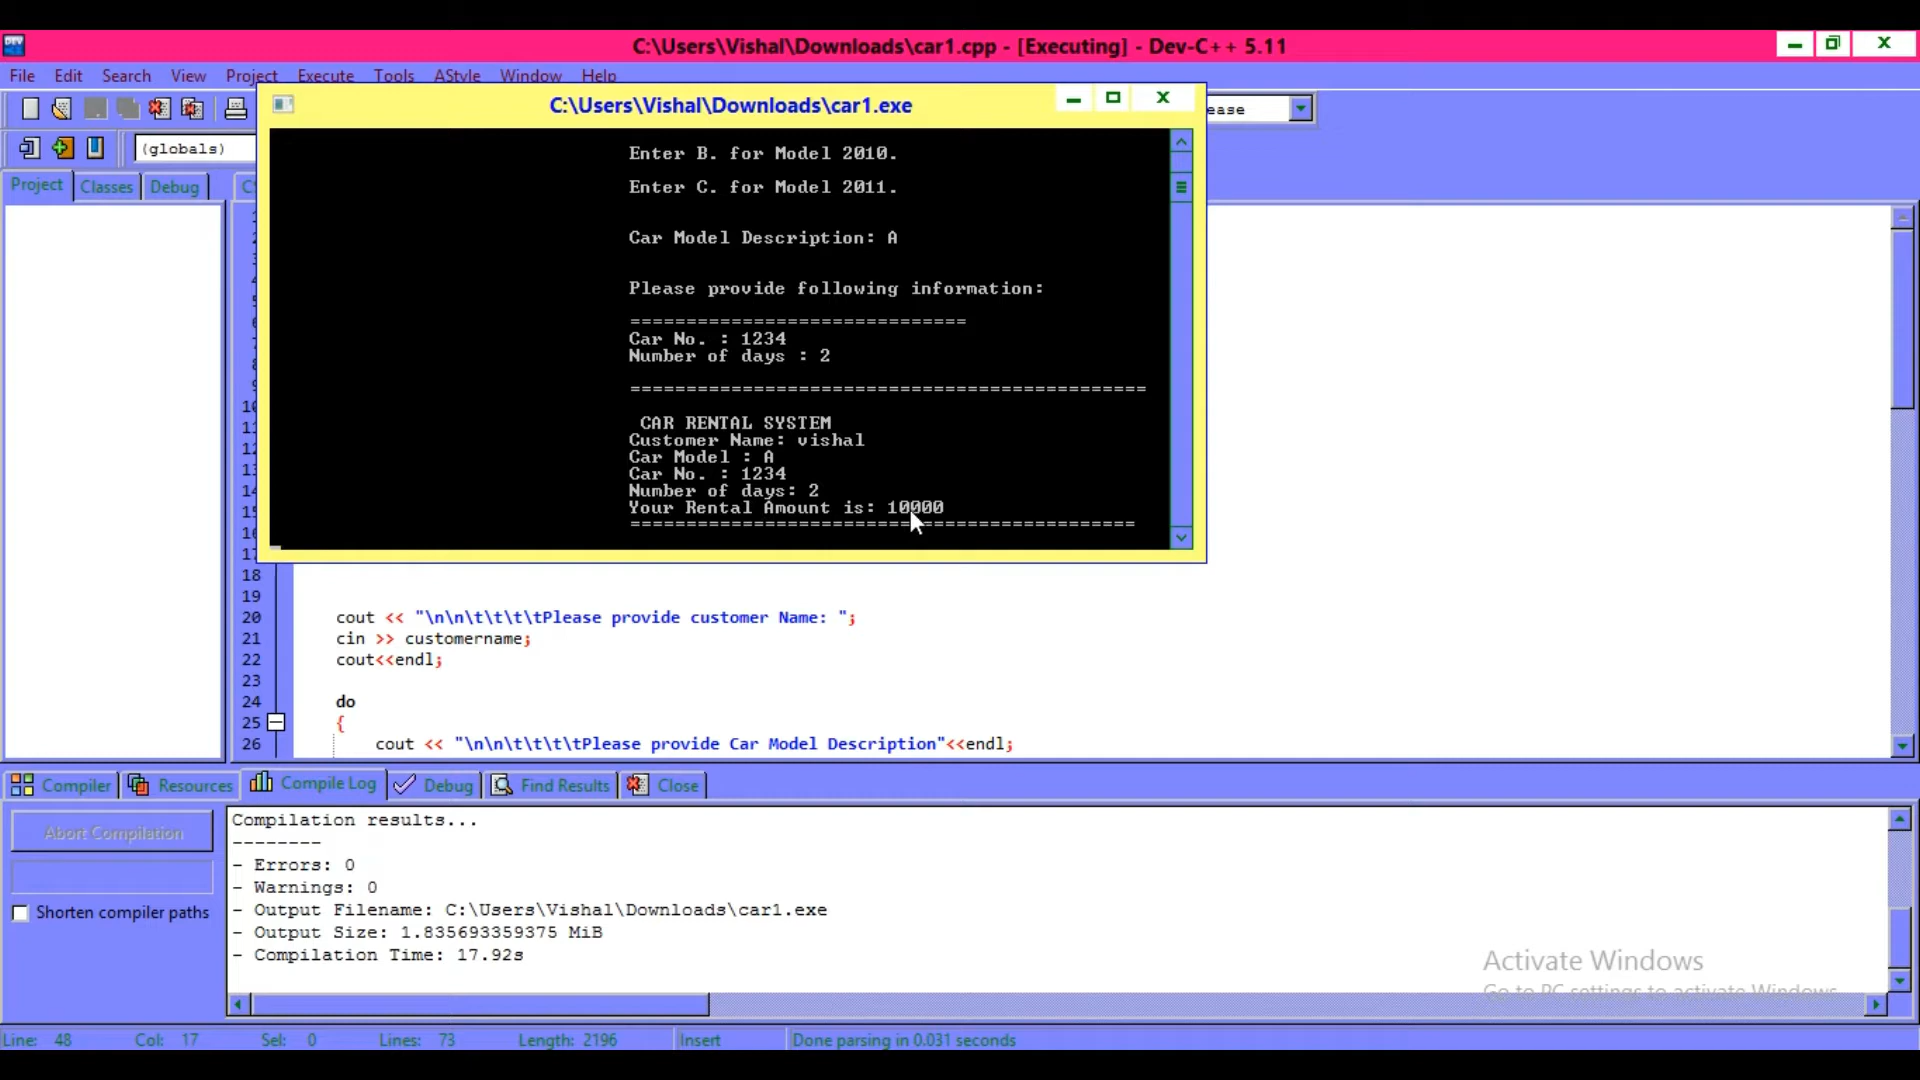 C:\Users\Vishal\Downloads\car1.cpp - [Executing] - Dev-C++ 5.11
File Edit Search View Project Execute Tools AStyle Window Help
C:\Users\Vishal\Downloads\car1.exe
(globals)
Project Classes Debug
Enter B. for Model 2010.
Enter C. for Model 2011.
Car Model Description: A
Please provide following information:
==============================
Car No. : 1234
Number of days : 2
==============================================
CAR RENTAL SYSTEM
Customer Name: vishal
Car Model : A
Car No. : 1234
Number of days: 2
Your Rental Amount is: 10000
=============================================
18
19
20 cout << "\n\n\t\t\t\tPlease provide customer Name: ";
21 cin >> customername;
22 cout<<endl;
23
24 do
25 {
26 cout << "\n\n\t\t\t\tPlease provide Car Model Description"<<endl;
Compiler Resources Compile Log Debug Find Results Close
Abort Compilation
Shorten compiler paths
Compilation results...
--------
- Errors: 0
- Warnings: 0
- Output Filename: C:\Users\Vishal\Downloads\car1.exe
- Output Size: 1.835693359375 MiB
- Compilation Time: 17.92s
Activate Windows
Go to PC settings to activate Windows.
Line: 48 Col: 17 Sel: 0 Lines: 73 Length: 2196 Insert Done parsing in 0.031 seconds